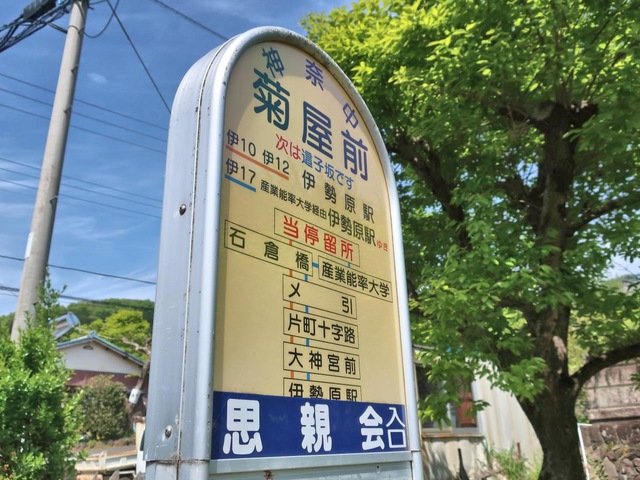 神奈中
菊屋前
次は道子坂です
伊10 伊12 伊勢原駅
伊17 産業能率大学経由 伊勢原駅 ゆき
当停留所
石倉橋 産業能率大学
〆引
片町十字路
大神宮前
伊勢原駅
思親会入口